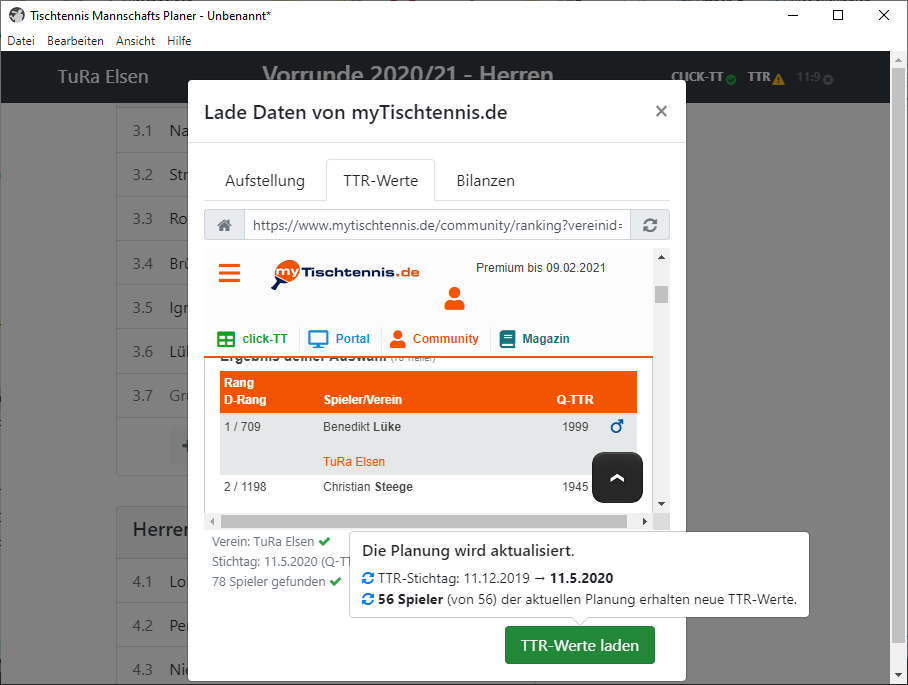 Tischtennis Mannschafts Planer - Unbenannt*
Datei Bearbeiten Ansicht Hilfe
TuRa Elsen Vorrunde 2020/21 - Herren CLICK-TT TTR 11:9
Lade Daten von myTischtennis.de ×
3.1 Na
3.2 Str
3.3 Ro
3.4 Brü
3.5 Ign
3.6 Lük
3.7 Gru
+
Herren
4.1 Lo
4.2 Pe
4.3 Nie
Aufstellung TTR-Werte Bilanzen
https://www.mytischtennis.de/community/ranking?vereinid=
myTischtennis.de Premium bis 09.02.2021
click-TT Portal Community Magazin
Ergebnis deiner Auswahl (78 Treffer)
Rang
D-Rang Spieler/Verein Q-TTR
1 / 709 Benedikt Lüke 1999
TuRa Elsen
2 / 1198 Christian Steege 1945
Verein: TuRa Elsen
Stichtag: 11.5.2020 (Q-TT
78 Spieler gefunden
Die Planung wird aktualisiert.
TTR-Stichtag: 11.12.2019 → 11.5.2020
56 Spieler (von 56) der aktuellen Planung erhalten neue TTR-Werte.
TTR-Werte laden